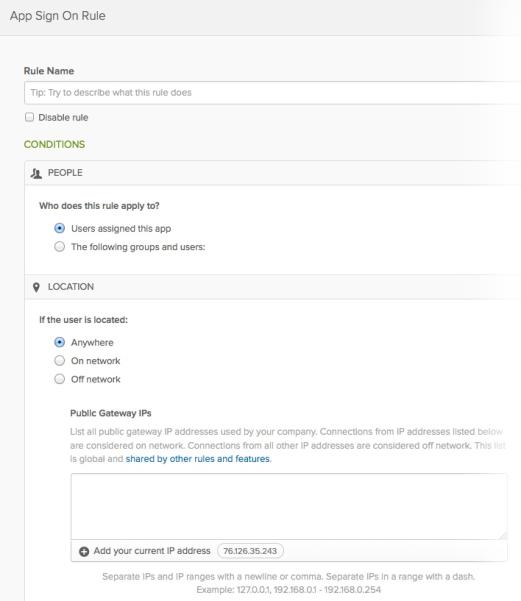 App Sign On Rule
Rule Name
Tip: Try to describe what this rule does
Disable rule
CONDITIONS
PEOPLE
Who does this rule apply to?
Users assigned this app
The following groups and users:
LOCATION
If the user is located:
Anywhere
On network
Off network
Public Gateway IPs
List all public gateway IP addresses used by your company. Connections from IP addresses listed below
are considered on network. Connections from all other IP addresses are considered off network. This list
is global and shared by other rules and features.
Add your current IP address 76.126.35.243
Separate IPs and IP ranges with a newline or comma. Separate IPs in a range with a dash.
Example: 127.0.0.1, 192.168.0.1 - 192.168.0.254